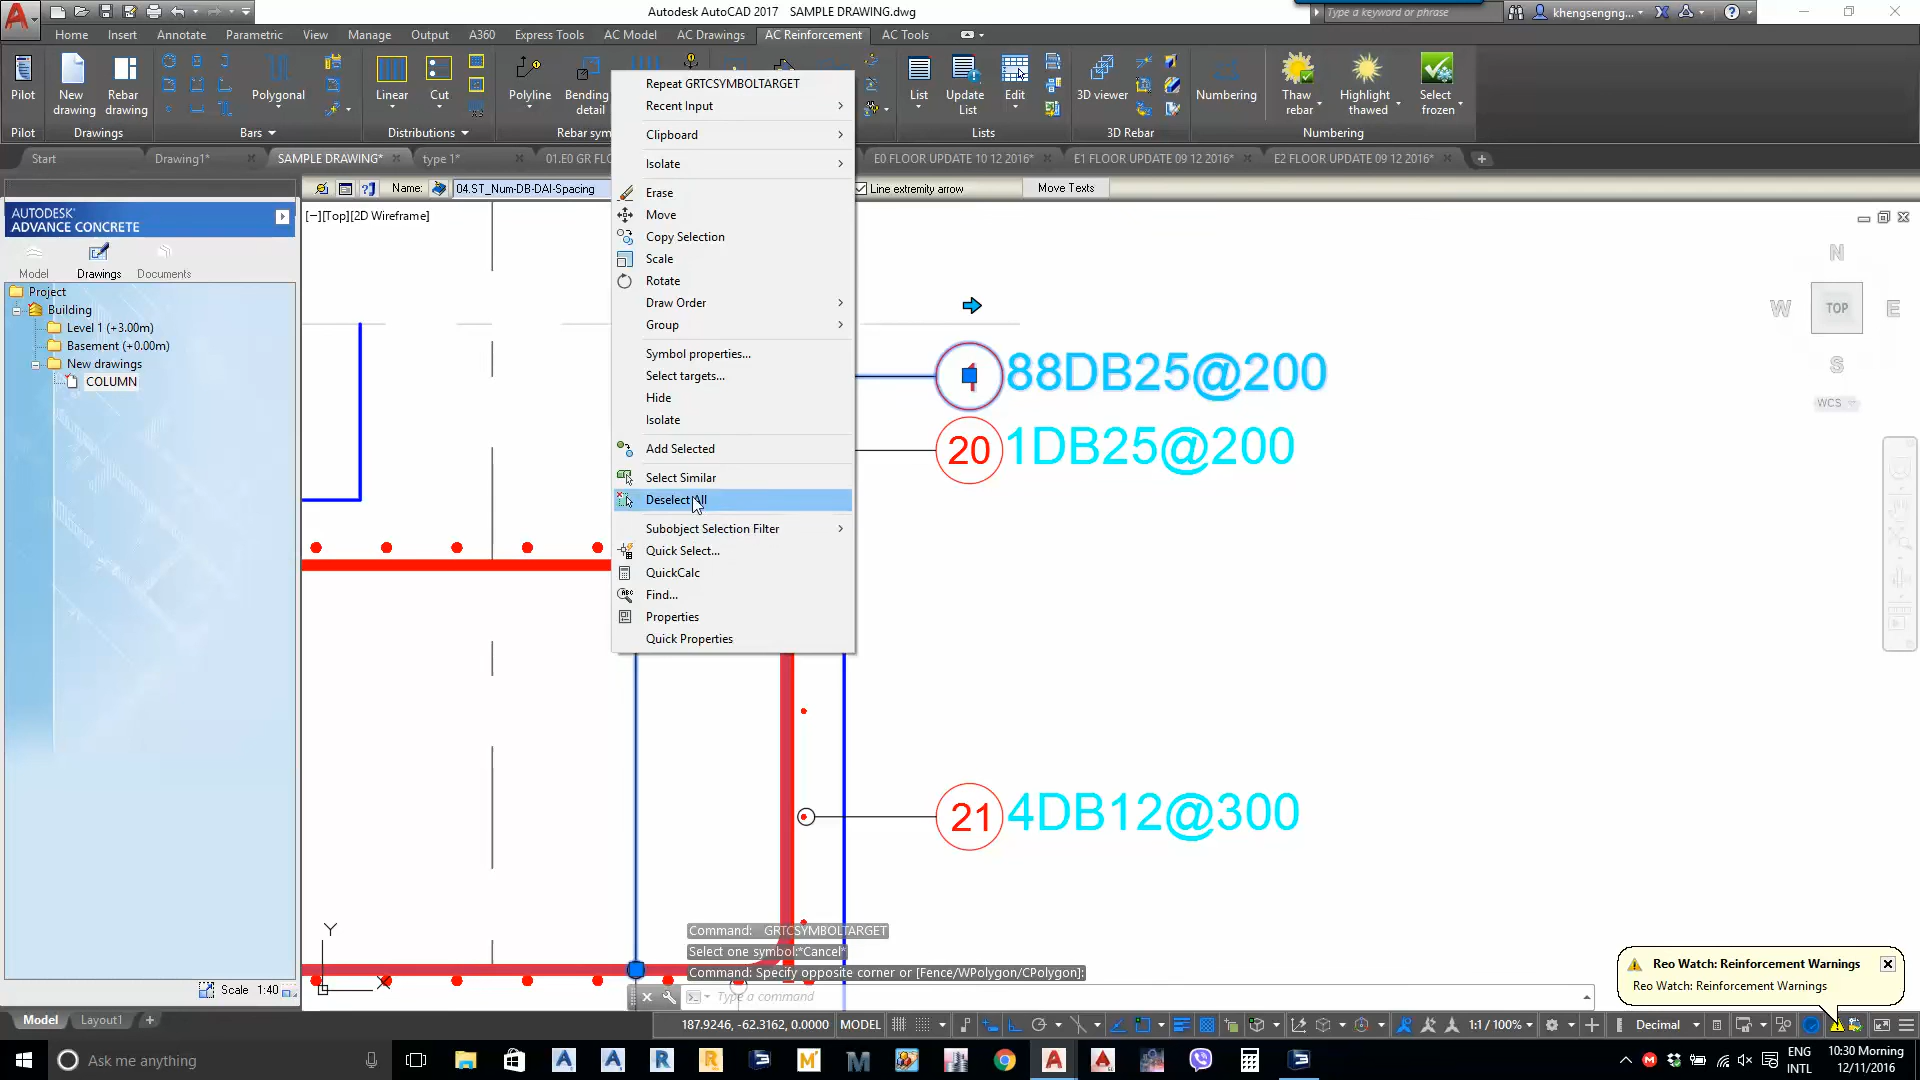 Autodesk AutoCAD 2017 SAMPLE DRAWING.dwg
Type a keyword or phrase
khengsengng...
Home Insert Annotate Parametric View Manage Output A360 Express Tools AC Model AC Drawings AC Reinforcement AC Tools
Pilot
New drawing
Rebar drawing
Polygonal
Linear
Cut
Polyline
Bending detail
List
Update List
Edit
3D viewer
Numbering
Thaw rebar
Highlight thawed
Select frozen
Pilot Drawings Bars Distributions Rebar sym Lists 3D Rebar Numbering
Start Drawing1* SAMPLE DRAWING* type 1* 01.E0 GR FLO E0 FLOOR UPDATE 10 12 2016* E1 FLOOR UPDATE 09 12 2016* E2 FLOOR UPDATE 09 12 2016*
Name: 04.ST_Num-DB-DAI-Spacing Line extremity arrow Move Texts
AUTODESK
ADVANCE CONCRETE
Model Drawings Documents
Project
Building
Level 1 (+3.00m)
Basement (+0.00m)
New drawings
COLUMN
Scale 1:40
[−][Top][2D Wireframe]
Repeat GRTCSYMBOLTARGET
Recent Input
Clipboard
Isolate
Erase
Move
Copy Selection
Scale
Rotate
Draw Order
Group
Symbol properties...
Select targets...
Hide
Isolate
Add Selected
Select Similar
Deselect All
Subobject Selection Filter
Quick Select...
QuickCalc
Find...
Properties
Quick Properties
88DB25@200
20 1DB25@200
21 4DB12@300
N
W TOP E
S
WCS
Y
X
Command: GRTCSYMBOLTARGET
Select one symbol:*Cancel*
Command: Specify opposite corner or [Fence/WPolygon/CPolygon]:
Type a command
Reo Watch: Reinforcement Warnings
Reo Watch: Reinforcement Warnings
Model Layout1
187.9246, -62.3162, 0.0000 MODEL
1:1 / 100% Decimal
Ask me anything
ENG
INTL
10:30 Morning
12/11/2016